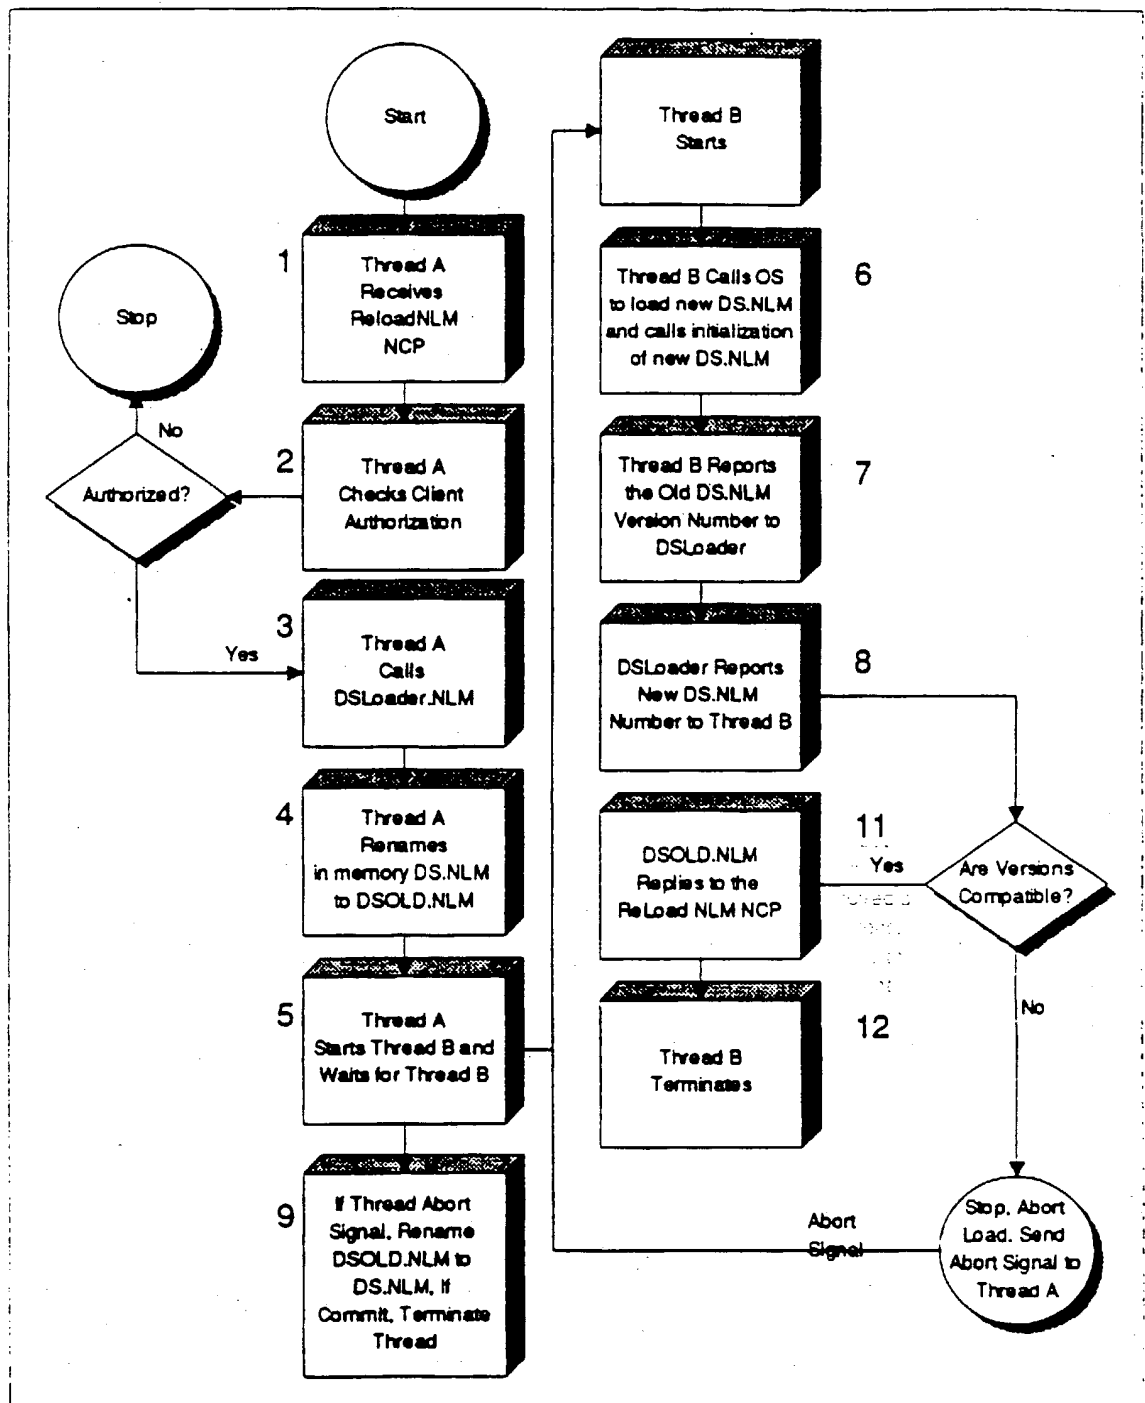 Start
1
Thread A
Receives
ReloadNLM
NCP
Stop
No
2
Thread A
Checks Client
Authorization
Authorized?
Yes
3
Thread A
Calls
DSLoader.NLM
4
Thread A
Renames
in memory DS.NLM
to DSOLD.NLM
5
Thread A
Starts Thread B and
Waits for Thread B
9
If Thread Abort
Signal, Rename
DSOLD.NLM to
DS.NLM, If
Commit, Terminate
Thread
Thread B
Starts
6
Thread B Calls OS
to load new DS.NLM
and calls initialization
of new DS.NLM
7
Thread B Reports
the Old DS.NLM
Version Number to
DSLoader
8
DSLoader Reports
New DS.NLM
Number to Thread B
Are Versions
Compatible?
Yes
11
DSOLD.NLM
Replies to the
ReLoad NLM NCP
12
Thread B
Terminates
No
Stop, Abort
Load. Send
Abort Signal to
Thread A
Abort
Signal